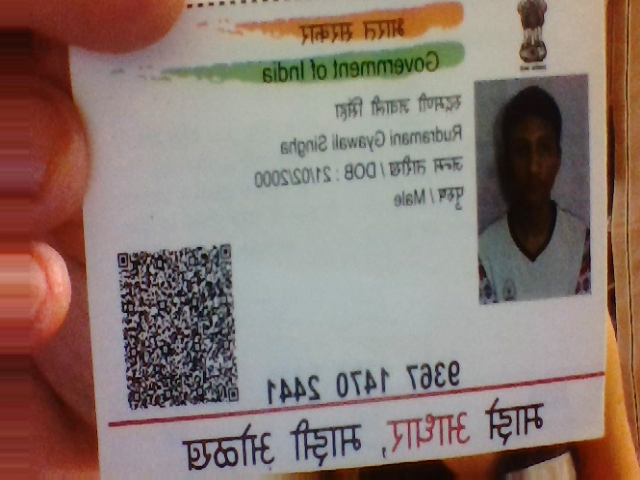 भारत सरकार
Government of India
रुद्रमणी ग्यवाली सिंहा
Rudramani Gyawali Singha
जन्म तारीख / DOB : 21/02/2000
पुरुष / Male
9367 1470 2441
माझे आधार, माझी ओळख